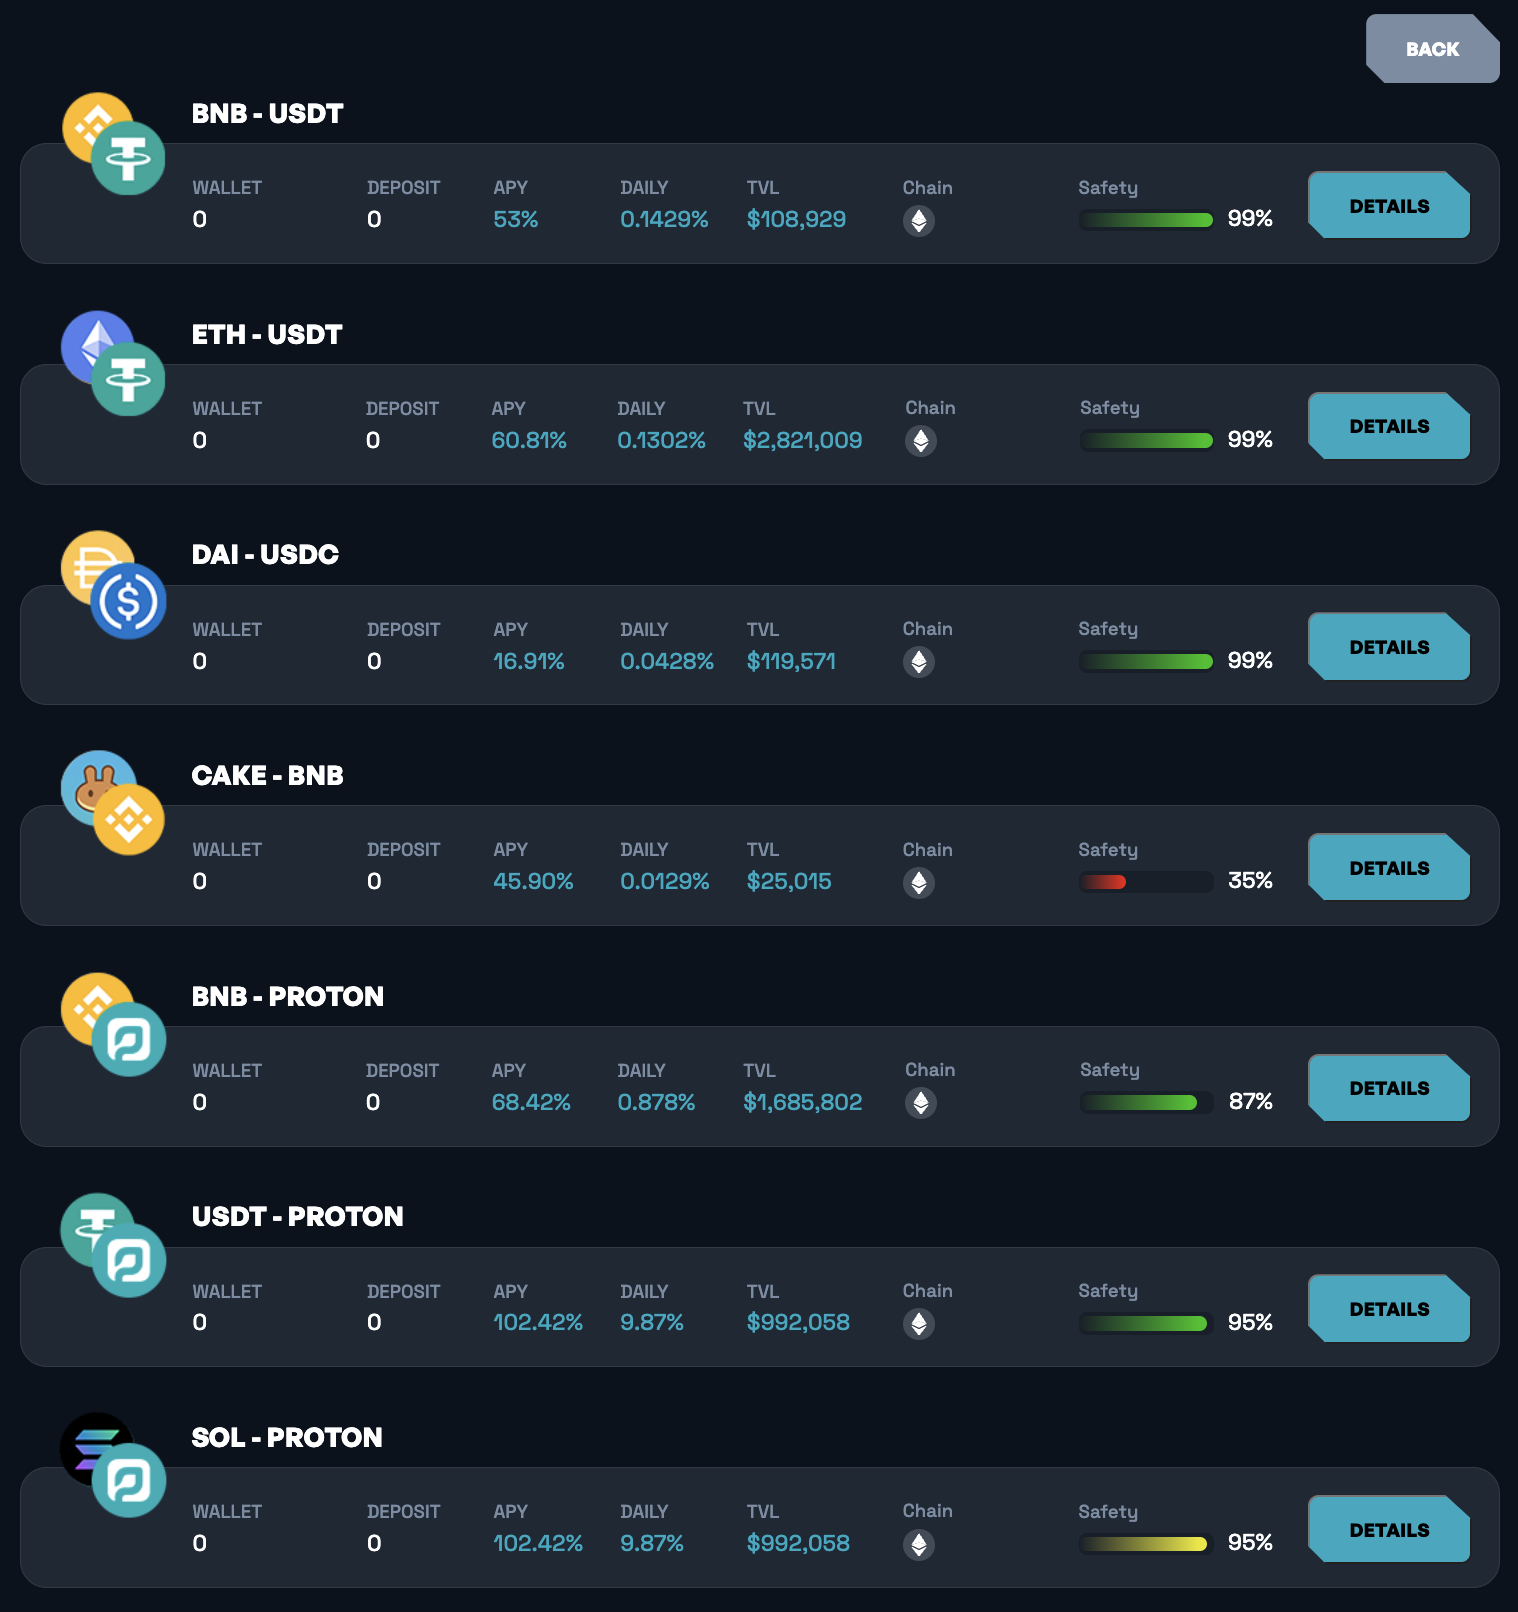 BACK
BNB - USDT
WALLET DEPOSIT APY DAILY TVL Chain Safety
0 0 53% 0.1429% $108,929 99% DETAILS
ETH - USDT
WALLET DEPOSIT APY DAILY TVL Chain Safety
0 0 60.81% 0.1302% $2,821,009 99% DETAILS
DAI - USDC
WALLET DEPOSIT APY DAILY TVL Chain Safety
0 0 16.91% 0.0428% $119,571 99% DETAILS
CAKE - BNB
WALLET DEPOSIT APY DAILY TVL Chain Safety
0 0 45.90% 0.0129% $25,015 35% DETAILS
BNB - PROTON
WALLET DEPOSIT APY DAILY TVL Chain Safety
0 0 68.42% 0.878% $1,685,802 87% DETAILS
USDT - PROTON
WALLET DEPOSIT APY DAILY TVL Chain Safety
0 0 102.42% 9.87% $992,058 95% DETAILS
SOL - PROTON
WALLET DEPOSIT APY DAILY TVL Chain Safety
0 0 102.42% 9.87% $992,058 95% DETAILS